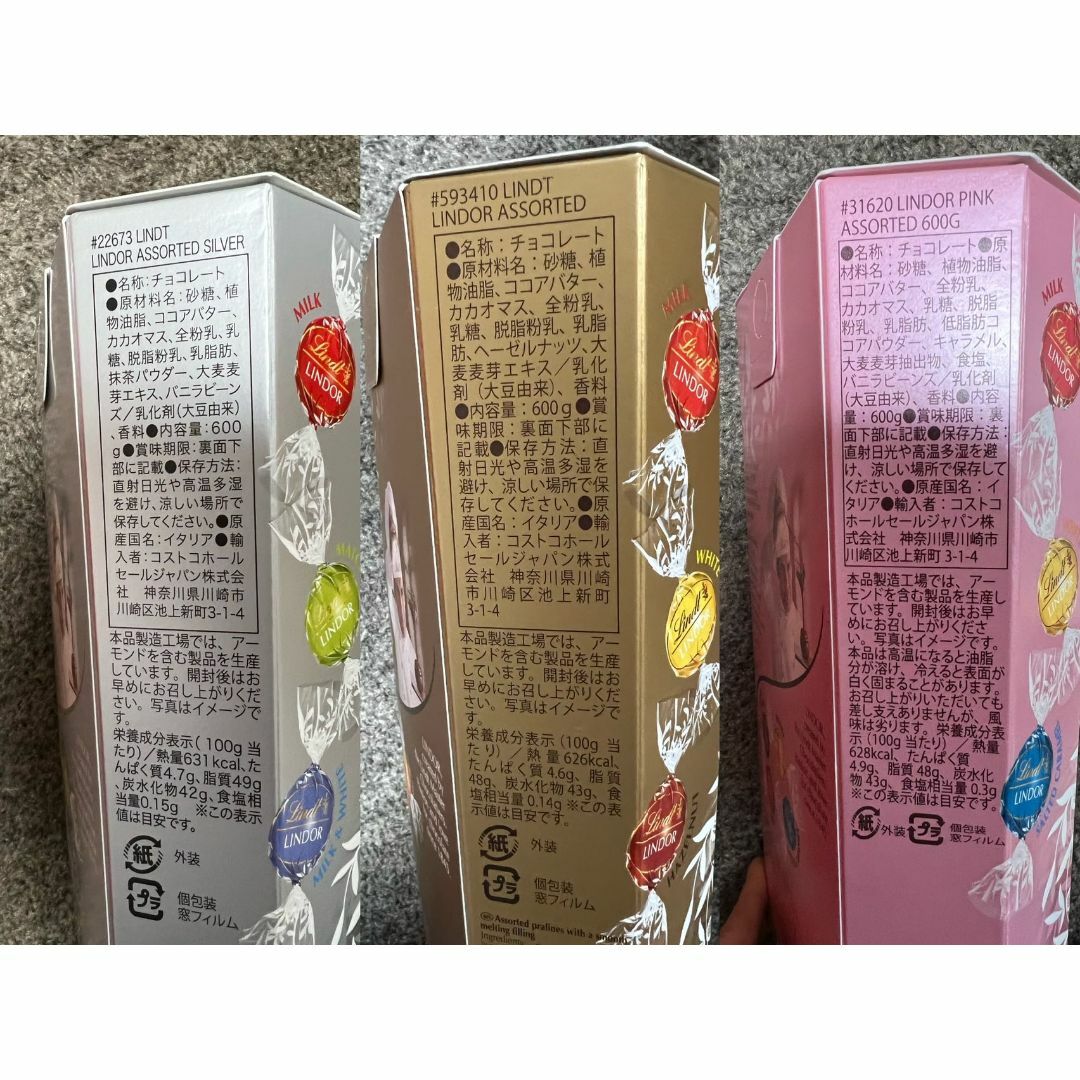 #22673 LINDT
LINDOR ASSORTED SILVER
●名称：チョコレート
●原材料名：砂糖、植
物油脂、ココアバター、
カカオマス、全粉乳、乳
糖、脱脂粉乳、乳脂肪、
抹茶パウダー、大麦麦
芽エキス、バニラビーン
ズ／乳化剤（大豆由来）
、香料●内容量：600
g●賞味期限：裏面下
部に記載●保存方法：
直射日光や高温多湿
を避け、涼しい場所で
保存してください。●原
産国名：イタリア●輸
入者：コストコホール
セールジャパン株式会
社 神奈川県川崎市
川崎区池上新町3-1-4
本品製造工場では、アー
モンドを含む製品を生産
しています。開封後はお
早めにお召し上がりくだ
さい。写真はイメージで
す。
栄養成分表示（100g 当
たり）／熱量631kcal、た
んぱく質4.7g、脂質49g
、炭水化物42g、食塩相
当量0.15g ※この表示
値は目安です。
紙 外装
プラ 個包装
窓フィルム
MILK
Lindt
LINDOR
Lindt
LINDOR
Lindt
LINDOR
MILK & WHITE
#593410 LINDT
LINDOR ASSORTED
●名称：チョコレート
●原材料名：砂糖、植
物油脂、ココアバター、
カカオマス、全粉乳、
乳糖、脱脂粉乳、乳脂
肪、ヘーゼルナッツ、大
麦麦芽エキス／乳化
剤（大豆由来）、香料
●内容量：600g●賞
味期限：裏面下部に
記載●保存方法：直
射日光や高温多湿を
避け、涼しい場所で保
存してください。●原
産国名：イタリア●輸
入者：コストコホール
セールジャパン株式
会社 神奈川県川崎
市川崎区池上新町
3-1-4
本品製造工場では、アー
モンドを含む製品を生産
しています。開封後はお
早めにお召し上がりくだ
さい。写真はイメージで
す。
栄養成分表示（100g 当
たり）／熱量 626kcal、
たんぱく質 4.6g、脂質
48g、炭水化物 43g、食
塩相当量 0.14g ※この表
示値は目安です。
紙 外装
プラ 個包装
窓フィルム
Assorted pralines with a smooth
melting filling
Ingredients
MILK
Lindt
LINDOR
WHITE
Lindt
LINDOR
Lindt
LINDOR
HAZELNUT
#31620 LINDOR PINK
ASSORTED 600G
●名称：チョコレート●原
材料名：砂糖、植物油脂、
ココアバター、全粉乳、
カカオマス、乳糖、脱脂
粉乳、乳脂肪、低脂肪コ
コアパウダー、キャラメル、
大麦麦芽抽出物、食塩、
バニラビーンズ／乳化剤
（大豆由来）、香料●内容
量：600g●賞味期限：裏
面下部に記載●保存方法：
直射日光や高温多湿を避
け、涼しい場所で保存して
ください。●原産国名：イ
タリア●輸入者：コストコ
ホールセールジャパン株
式会社 神奈川県川崎市
川崎区池上新町 3-1-4
本品製造工場では、アー
モンドを含む製品を生産し
ています。開封後はお早
めにお召し上がりくださ
い。写真はイメージです。
本品は高温になると油脂
分が溶け、冷えると表面が
白く固まることがあります。
お召し上がりいただいても
差し支えありませんが、風
味は劣ります。栄養成分表
示（100g 当たり）／熱量
628kcal、たんぱく質
4.9g、脂質 48g、炭水化
物 43g、食塩相当量 0.3g
※この表示値は目安です。
紙 外装 プラ 個包装
窓フィルム
MILK
Lindt
LINDOR
Lindt
LINDOR
Lindt
LINDOR
SALTED CARAMEL